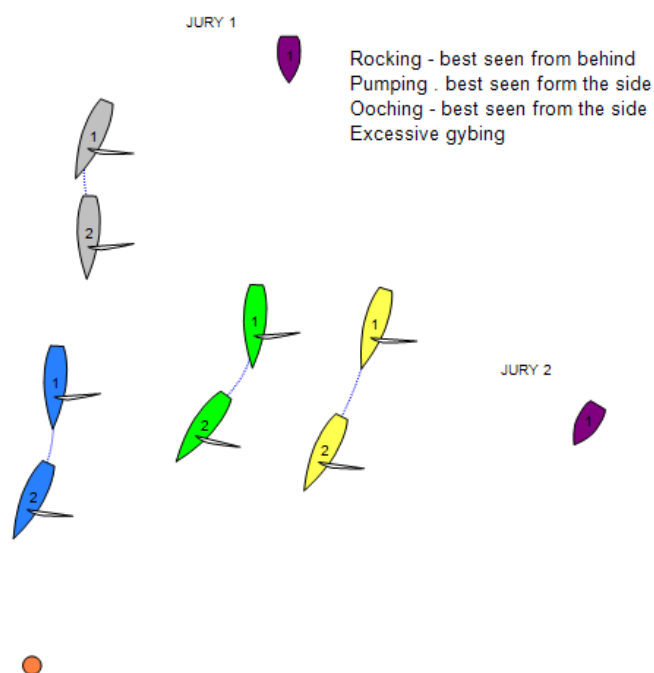 JURY 1
1
Rocking - best seen from behind
Pumping . best seen form the side
Ooching - best seen from the side
Excessive gybing
1
2
1
1
JURY 2
1
1
2
2
2